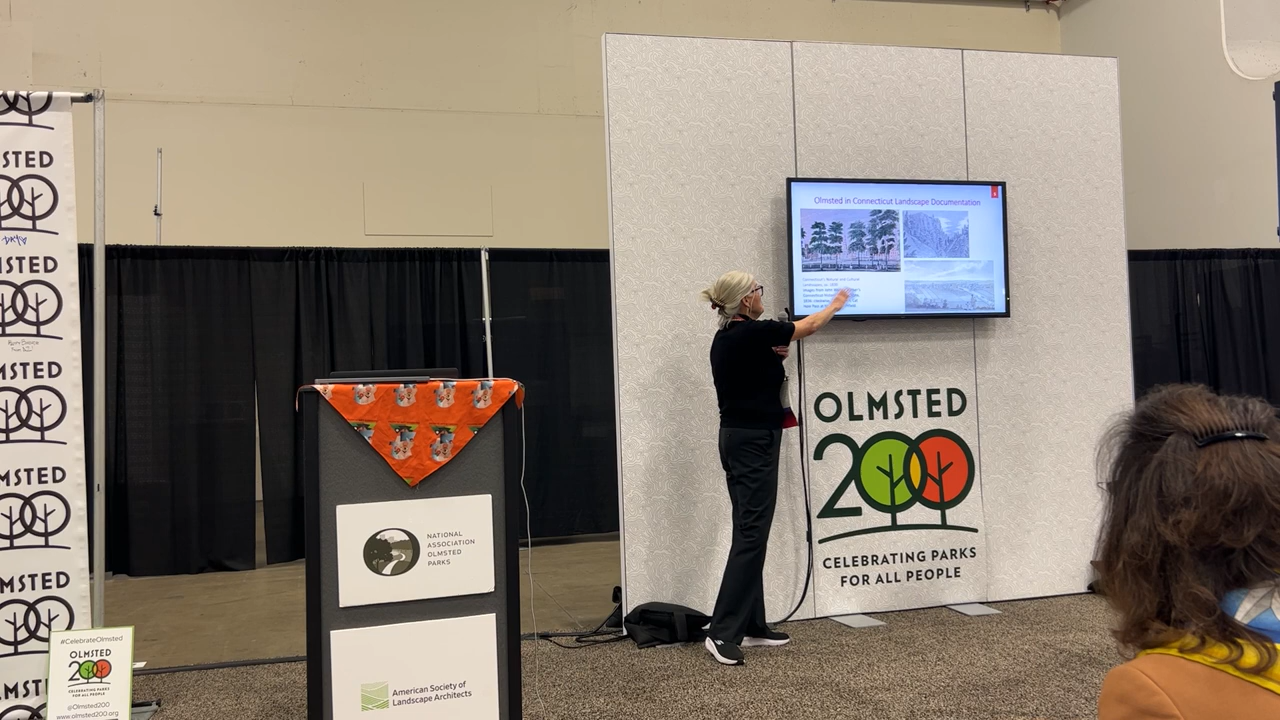 STED
OLMSTED
OLMSTED
OLMSTED
OLMSTED
OLMSTED
#CelebrateOlmsted
OLMSTED
200
CELEBRATING PARKS
FOR ALL PEOPLE
@Olmsted200
www.olmsted200.org
NATIONAL
ASSOCIATION
OLMSTED
PARKS
American Society of
Landscape Architects
Olmsted in Connecticut Landscape Documentation
OLMSTED
200
CELEBRATING PARKS
FOR ALL PEOPLE